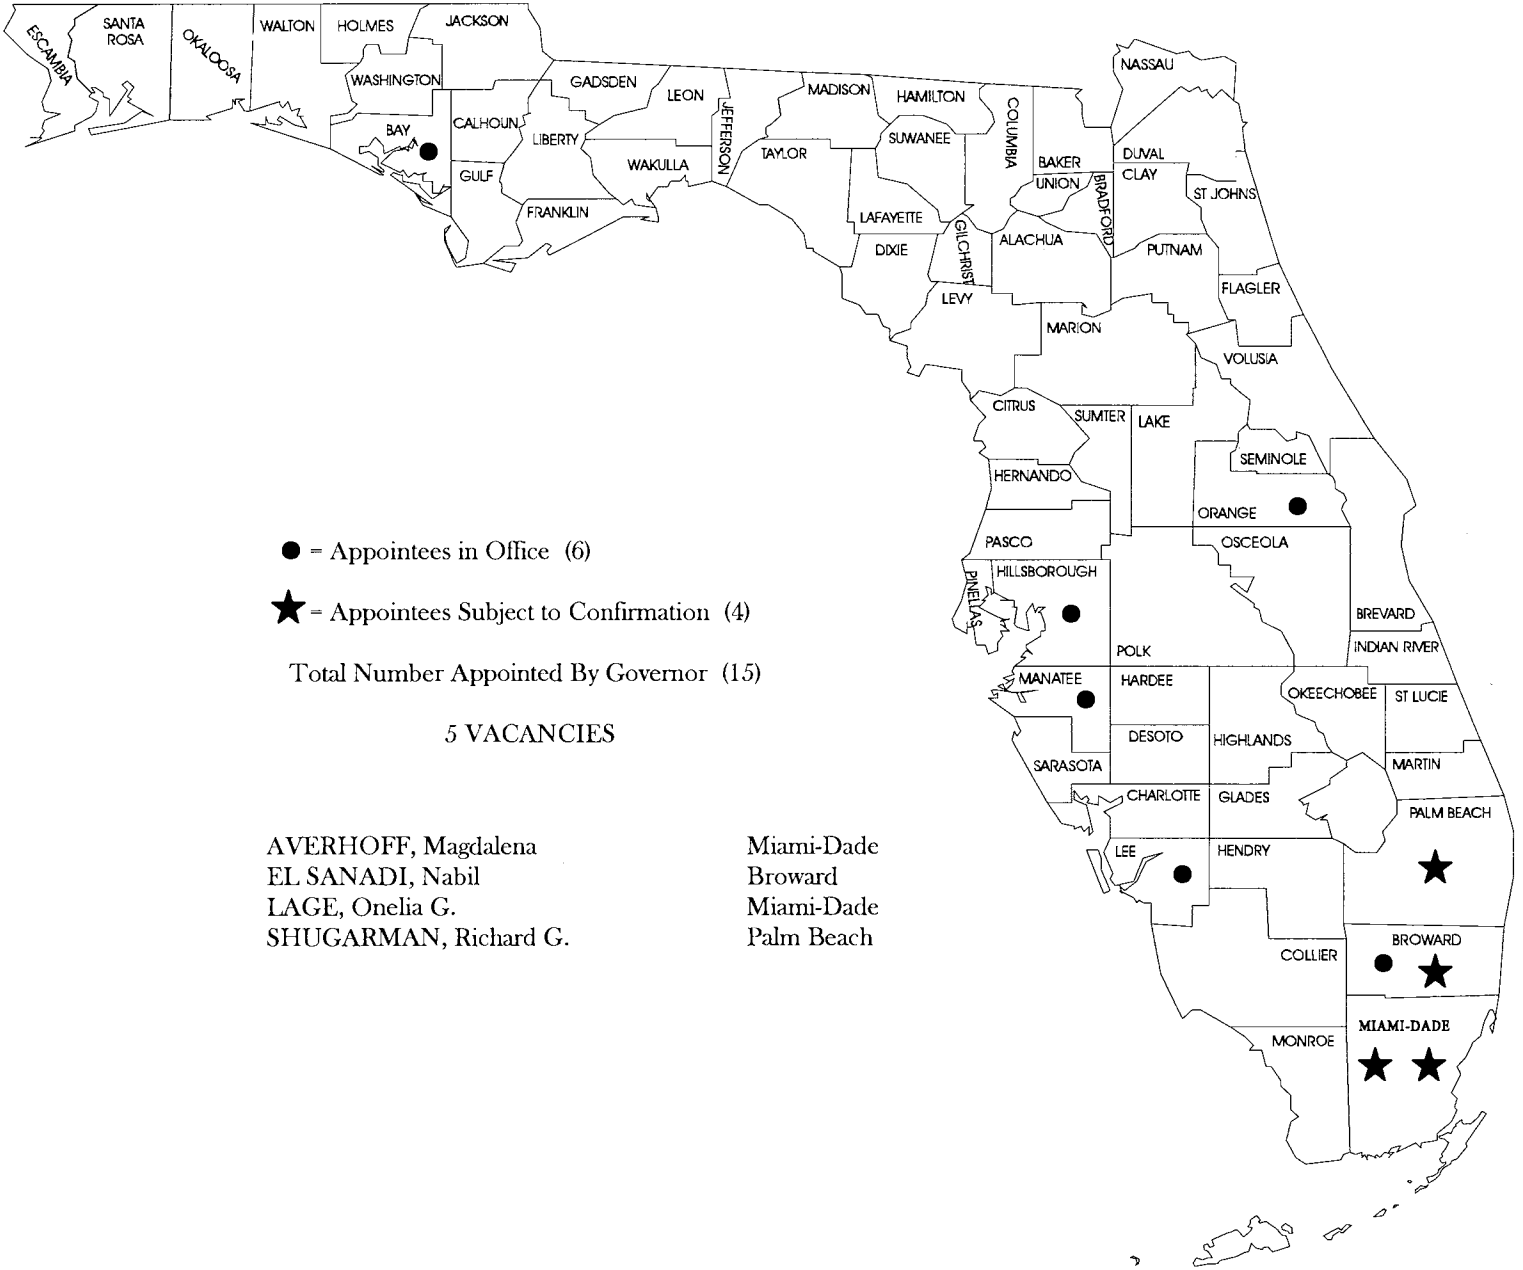 ESCAMBIA
SANTA
ROSA
OKALOOSA
WALTON
HOLMES
JACKSON
WASHINGTON
BAY
CALHOUN
GULF
GADSDEN
LIBERTY
FRANKLIN
LEON
WAKULLA
JEFFERSON
MADISON
TAYLOR
HAMILTON
SUWANEE
LAFAYETTE
DIXIE
COLUMBIA
GILCHRIST
LEVY
NASSAU
BAKER
UNION
BRADFORD
ALACHUA
DUVAL
CLAY
ST JOHNS
PUTNAM
FLAGLER
MARION
VOLUSIA
CITRUS
SUMTER
LAKE
SEMINOLE
HERNANDO
ORANGE
PASCO
OSCEOLA
PINELLAS
HILLSBOROUGH
POLK
BREVARD
INDIAN RIVER
MANATEE
HARDEE
OKEECHOBEE
ST LUCIE
DESOTO
HIGHLANDS
SARASOTA
MARTIN
CHARLOTTE
GLADES
PALM BEACH
LEE
HENDRY
COLLIER
BROWARD
MIAMI-DADE
MONROE
= Appointees in Office (6)
= Appointees Subject to Confirmation (4)
Total Number Appointed By Governor (15)
5 VACANCIES
AVERHOFF, Magdalena Miami-Dade
EL SANADI, Nabil Broward
LAGE, Onelia G. Miami-Dade
SHUGARMAN, Richard G. Palm Beach